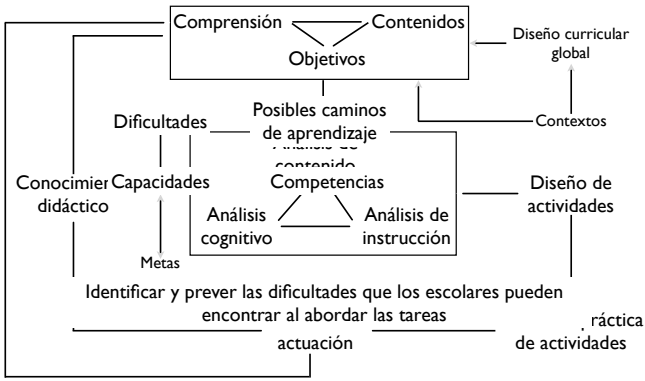 Comprensión
Contenidos
Objetivos
Diseño curricular
global
Contextos
Posibles caminos
de aprendizaje
Dificultades
contenido
Capacidades
Competencias
didáctico
Diseño de
actividades
Análisis
cognitivo
Análisis de
instrucción
Metas
Identificar y prever las dificultades que los escolares pueden
encontrar al abordar las tareas
actuación
de actividades